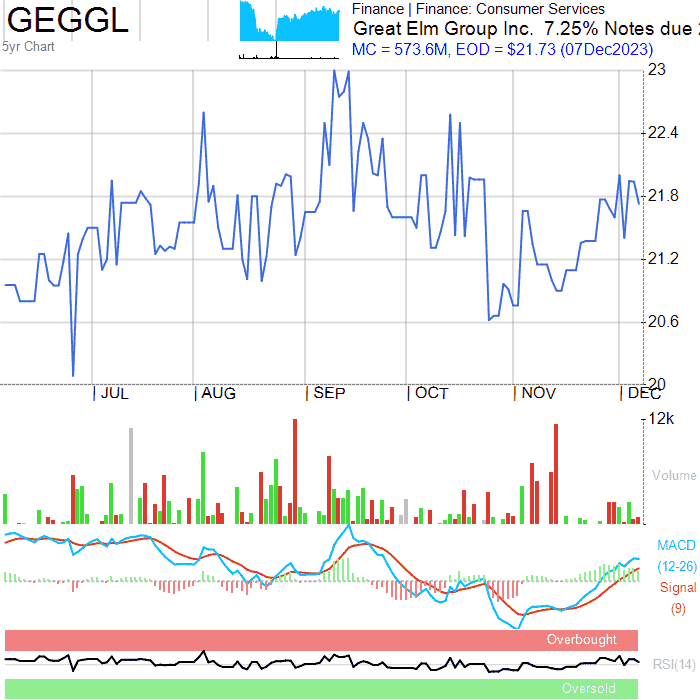 GEGGL
5yr Chart
Finance | Finance: Consumer Services
Great Elm Group Inc. 7.25% Notes due
MC = 573.6M, EOD = $21.73 (07Dec2023)
23
22.4
21.8
21.2
20.6
20
JUL AUG SEP OCT NOV DEC
12k
Volume
MACD
(12-26)
Signal
(9)
Overbought
RSI(14)
Oversold